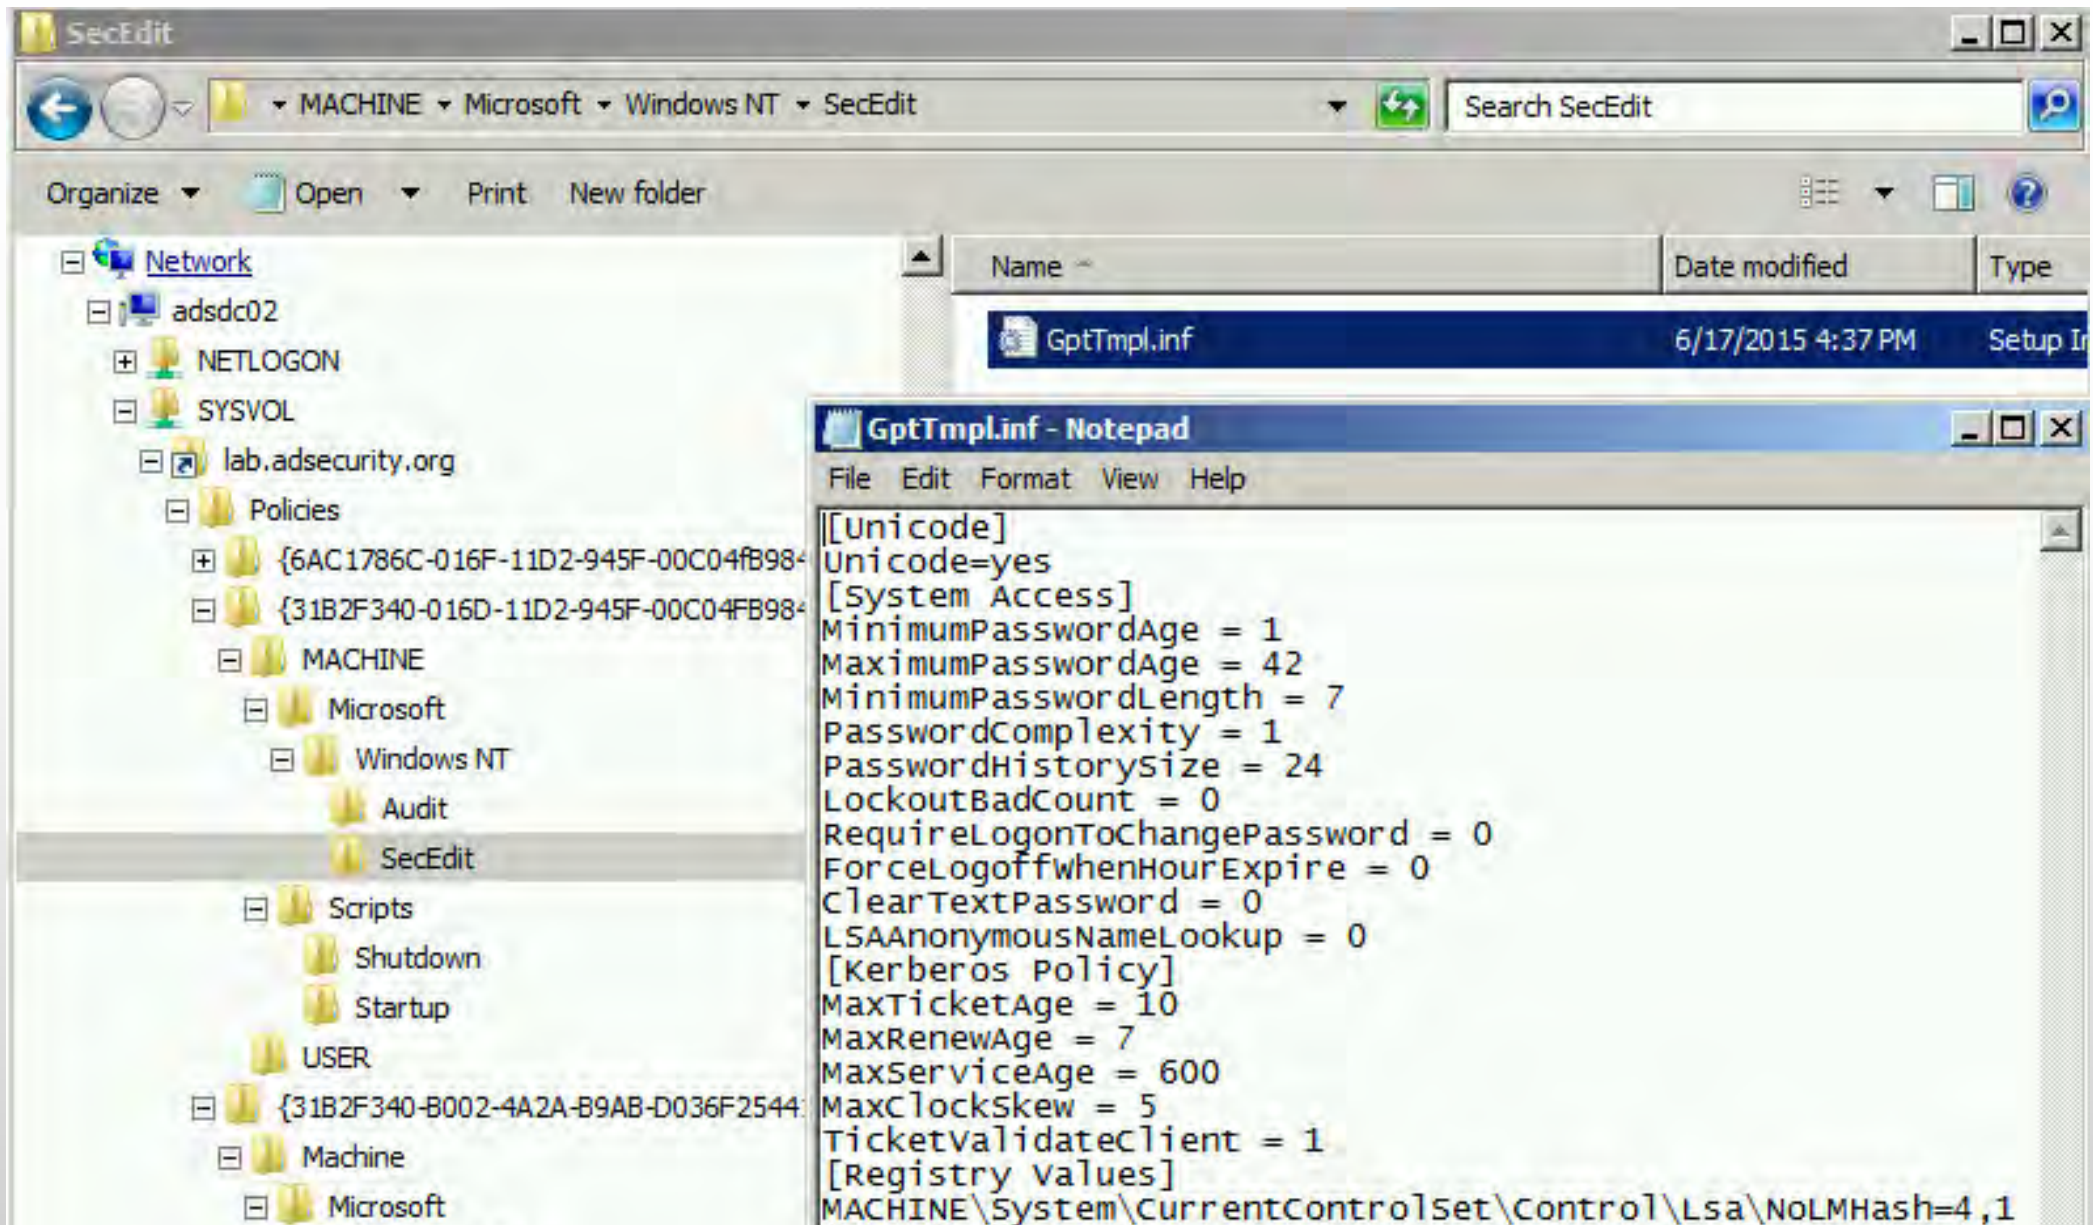 SecEdit
MACHINE Microsoft Windows NT SecEdit
Search SecEdit
Organize Open Print New folder
Network
adsdc02
NETLOGON
SYSVOL
lab.adsecurity.org
Policies
{6AC1786C-016F-11D2-945F-00C04fB984
{31B2F340-016D-11D2-945F-00C04FB984
MACHINE
Microsoft
Windows NT
Audit
SecEdit
Scripts
Shutdown
Startup
USER
{31B2F340-B002-4A2A-B9AB-D036F2544
Machine
Microsoft
Name Date modified Type
GptTmpl.inf 6/17/2015 4:37 PM Setup In
GptTmpl.inf - Notepad
File Edit Format View Help
[Unicode]
Unicode=yes
[System Access]
MinimumPasswordAge = 1
MaximumPasswordAge = 42
MinimumPasswordLength = 7
PasswordComplexity = 1
PasswordHistorySize = 24
LockoutBadCount = 0
RequireLogonToChangePassword = 0
ForceLogoffWhenHourExpire = 0
ClearTextPassword = 0
LSAAnonymousNameLookup = 0
[Kerberos Policy]
MaxTicketAge = 10
MaxRenewAge = 7
MaxServiceAge = 600
MaxClockSkew = 5
TicketValidateClient = 1
[Registry Values]
MACHINE\System\CurrentControlSet\Control\Lsa\NoLMHash=4,1